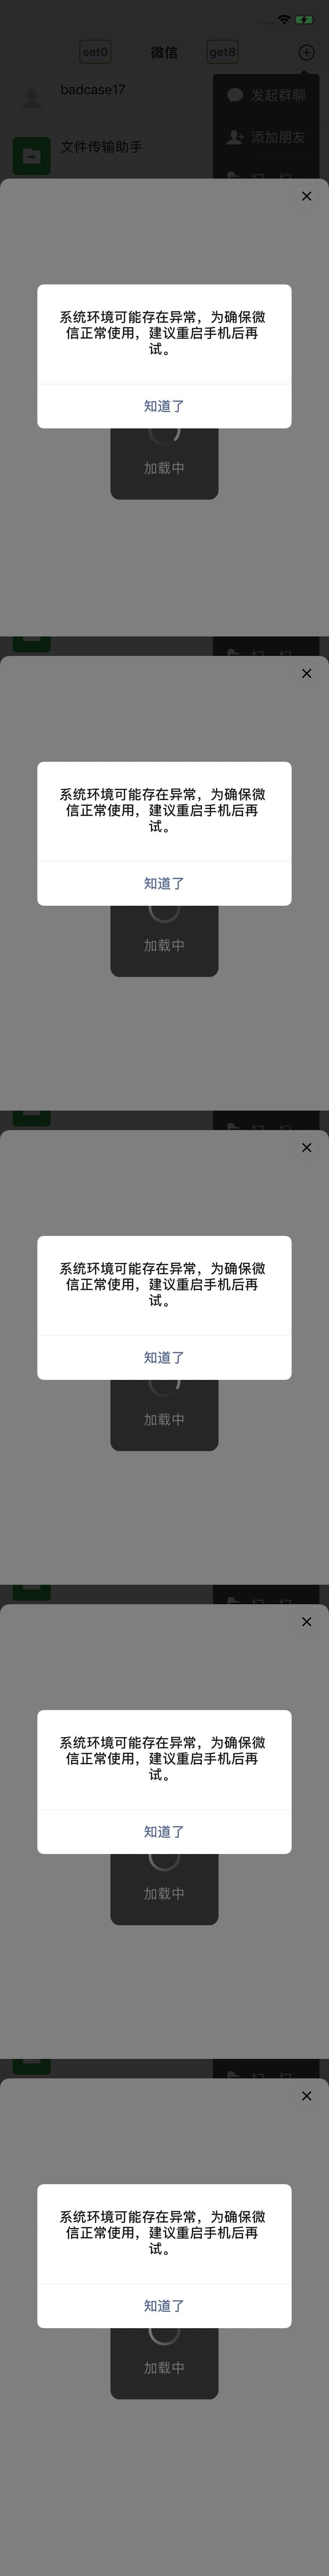 set0 微信 get8
badcase17
发起群聊
文件传输助手
添加朋友
系统环境可能存在异常，为确保微
信正常使用，建议重启手机后再
试。
知道了
加载中
系统环境可能存在异常，为确保微
信正常使用，建议重启手机后再
试。
知道了
加载中
系统环境可能存在异常，为确保微
信正常使用，建议重启手机后再
试。
知道了
加载中
系统环境可能存在异常，为确保微
信正常使用，建议重启手机后再
试。
知道了
加载中
系统环境可能存在异常，为确保微
信正常使用，建议重启手机后再
试。
知道了
加载中